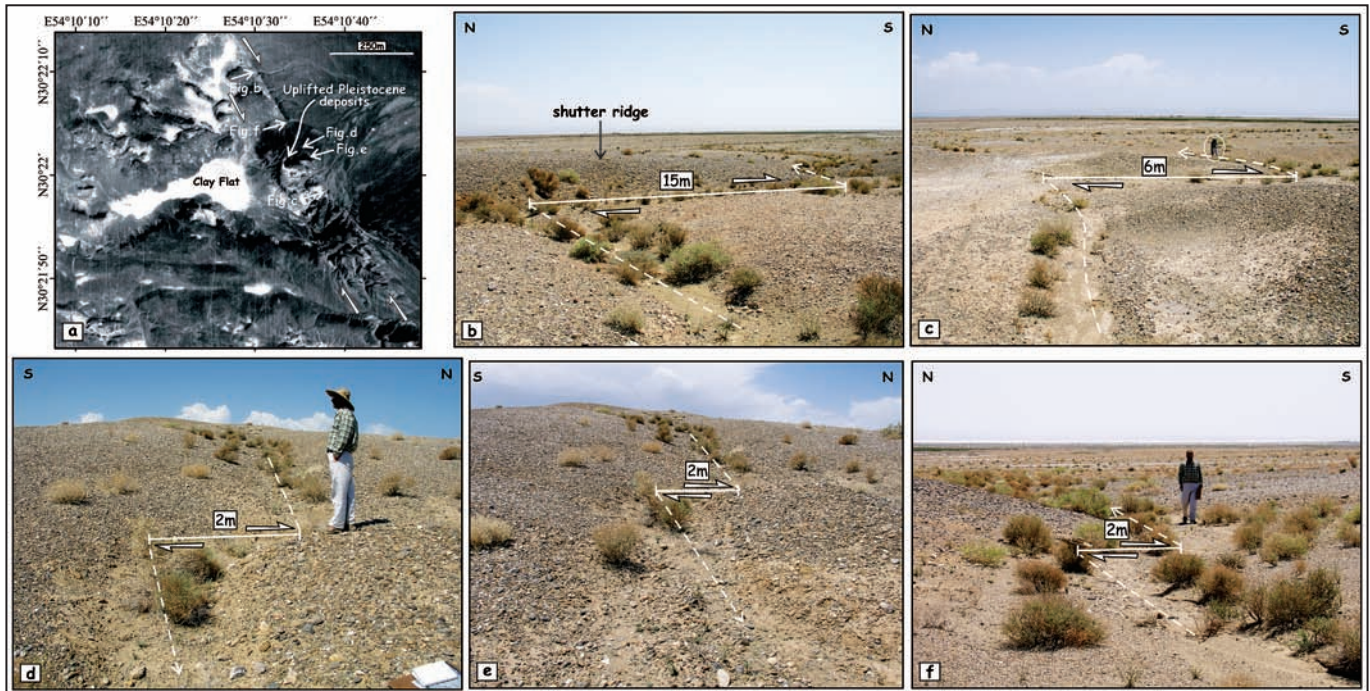 E54°10'10'' E54°10'20'' E54°10'30'' E54°10'40''
N30°22'10''
N30°22'
N30°21'50''
250m
Fig.b
Uplifted Pleistocene
deposits
Fig.f
Fig.d
Fig.e
Clay Flat
Fig.c
a
N
S
shutter ridge
15m
b
N
S
6m
c
S
N
2m
d
S
N
2m
e
N
S
2m
f